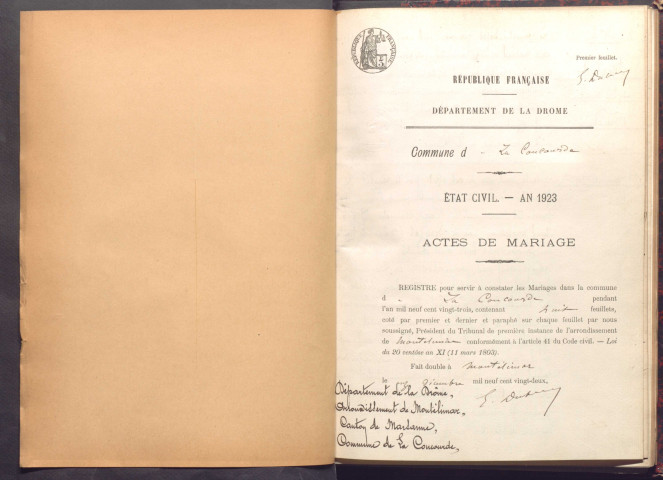 RÉPUBLIQUE FRANÇAISE
Premier feuillet.
RÉPUBLIQUE FRANÇAISE
DÉPARTEMENT DE LA DROME
Commune d La Concourde
ÉTAT CIVIL. — AN 1923
ACTES DE MARIAGE
REGISTRE pour servir à constater les Mariages dans la commune
d La Concourde pendant
l'an mil neuf cent vingt-trois, contenant huit feuillets,
coté par premier et dernier et paraphé sur chaque feuillet par nous
soussigné, Président du Tribunal de première instance de l'arrondissement
de Montélimar conformément à l'article 41 du Code civil. — Loi
du 20 ventôse an XI (11 mars 1803).
Fait double à Montélimar
le décembre mil neuf cent vingt-deux,
Département de la Drôme,
Arrondissement de Montélimar,
Canton de Marsanne,
Commune de La Concourde,